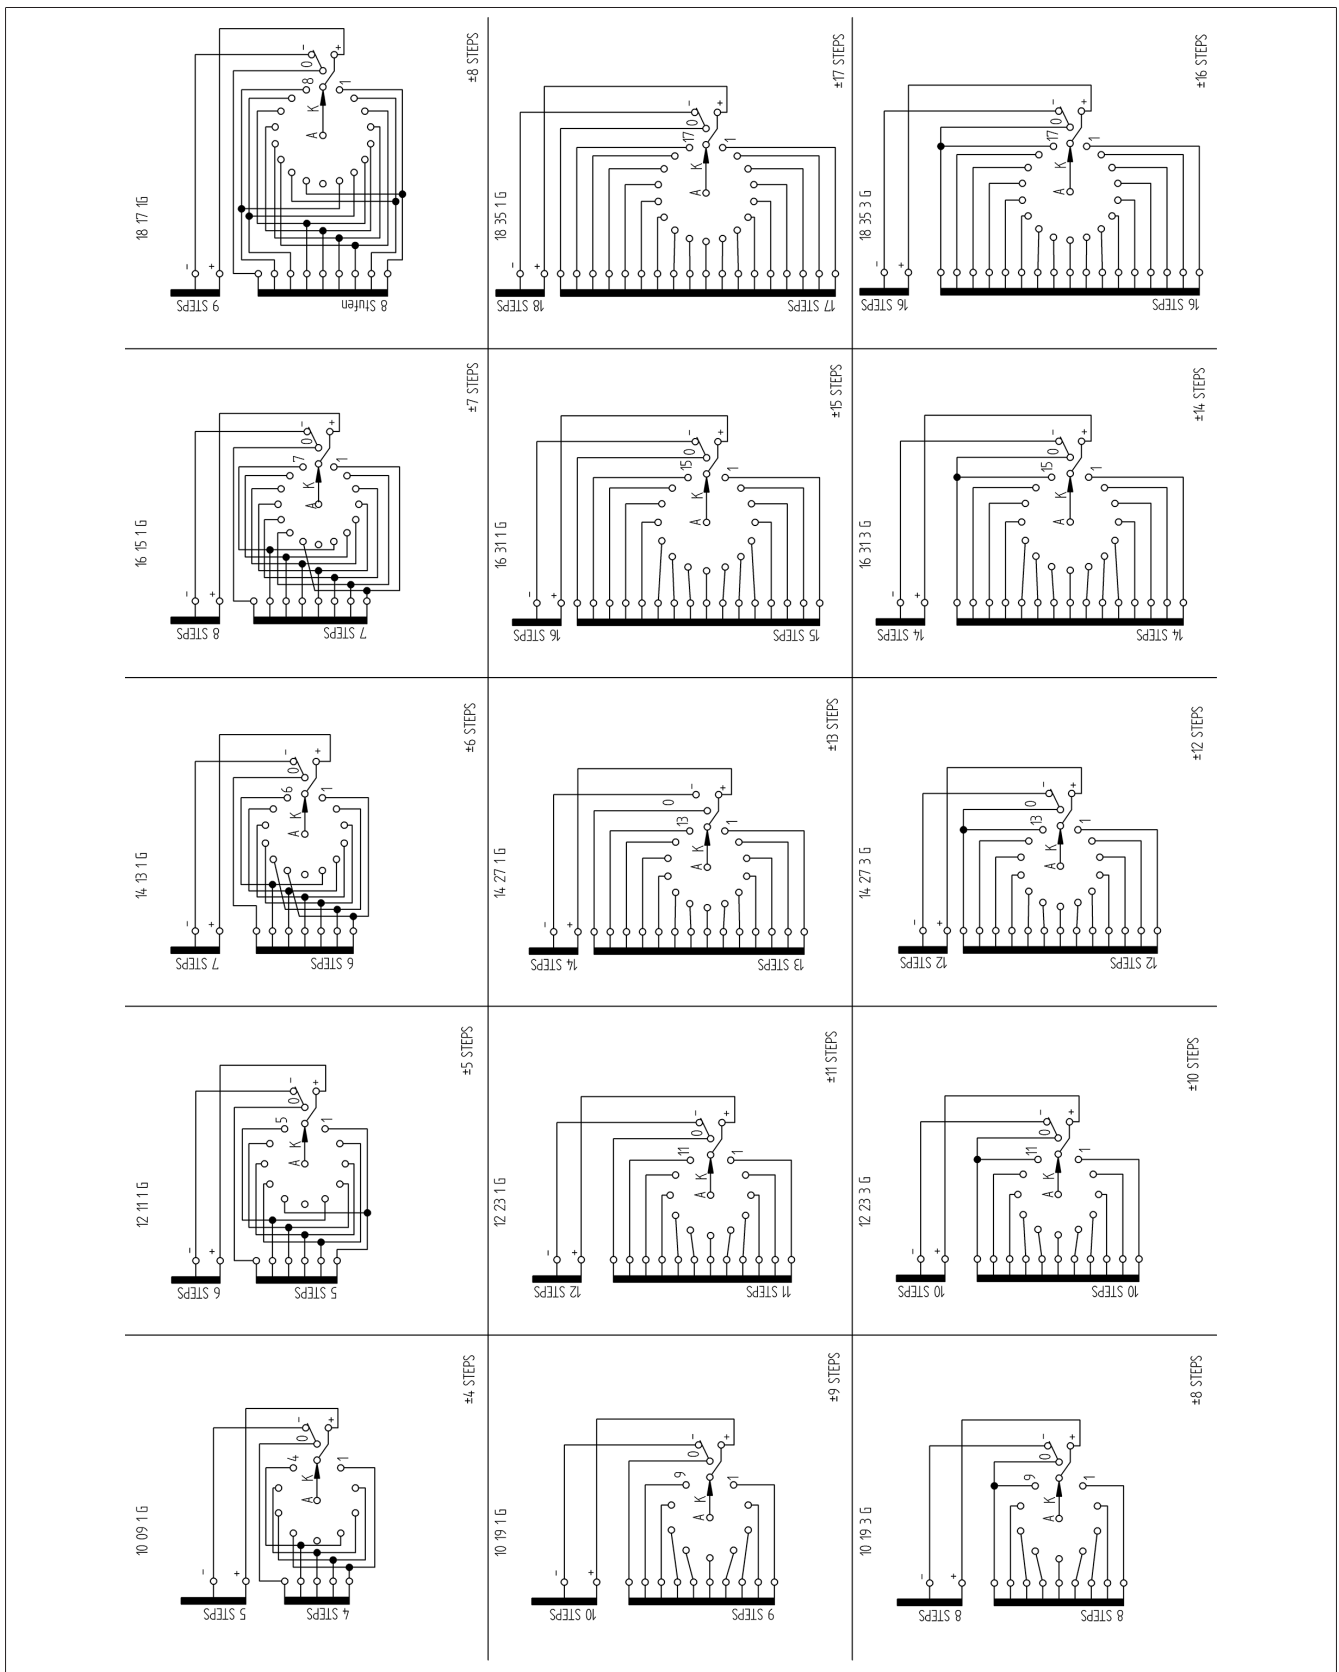 18 17 1G
±8 STEPS
- 0 + 8 1 K A
- +
9 STEPS
8 Stufen
18 35 1 G
±17 STEPS
- 0 + 17 1 K A
- +
18 STEPS
17 STEPS
18 35 3 G
±16 STEPS
- 0 + 17 1 K A
- +
16 STEPS
16 STEPS
16 15 1 G
±7 STEPS
- 0 + 7 1 K A
- +
8 STEPS
7 STEPS
16 31 1 G
±15 STEPS
- 0 + 15 1 K A
- +
16 STEPS
15 STEPS
16 31 3 G
±14 STEPS
- 0 + 15 1 K A
- +
14 STEPS
14 STEPS
14 13 1 G
±6 STEPS
- 0 + 6 1 K A
- +
7 STEPS
6 STEPS
14 27 1 G
±13 STEPS
- 0 + 13 1 K A
- +
14 STEPS
13 STEPS
14 27 3 G
±12 STEPS
- 0 + 13 1 K A
- +
12 STEPS
12 STEPS
12 11 1 G
±5 STEPS
- 0 + 5 1 K A
- +
6 STEPS
5 STEPS
12 23 1 G
±11 STEPS
- 0 + 11 1 K A
- +
12 STEPS
11 STEPS
12 23 3 G
±10 STEPS
- 0 + 11 1 K A
- +
10 STEPS
10 STEPS
10 09 1 G
±4 STEPS
- 0 + 4 1 K A
- +
5 STEPS
4 STEPS
10 19 1 G
±9 STEPS
- 0 + 9 1 K A
- +
10 STEPS
9 STEPS
10 19 3 G
±8 STEPS
- 0 + 9 1 K A
- +
8 STEPS
8 STEPS